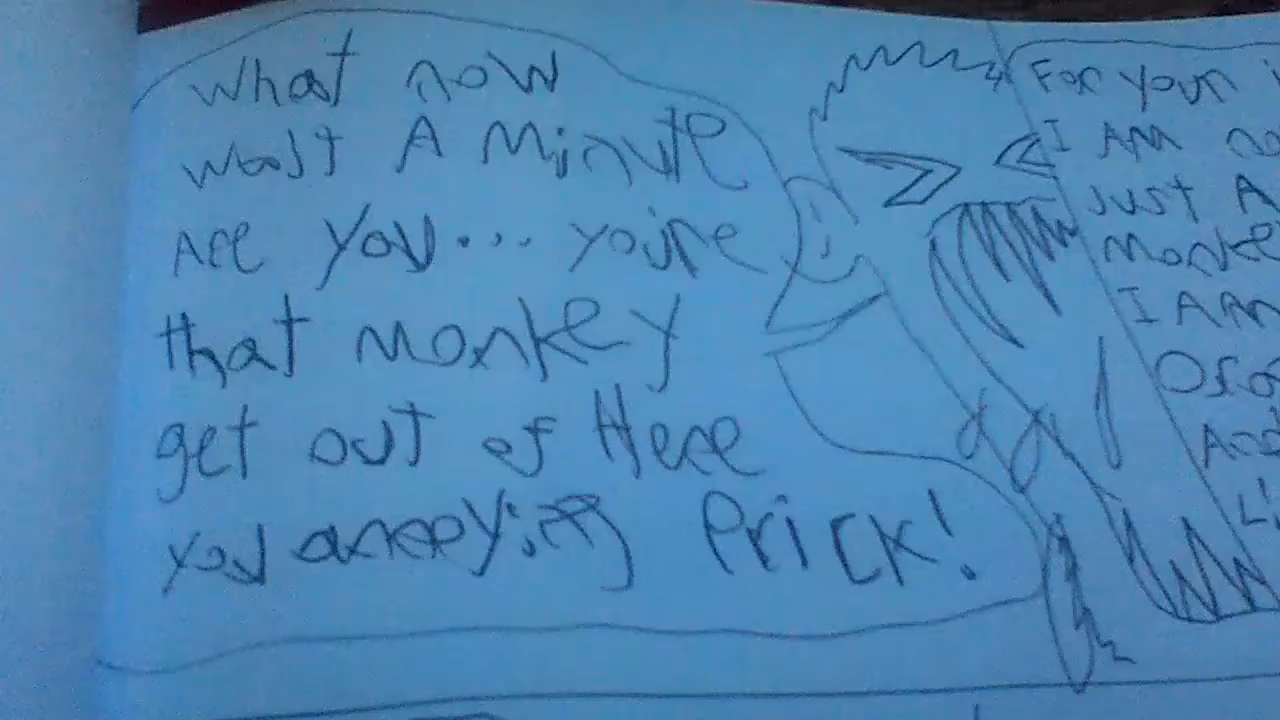 What now
Wait A Minute
Are you... you're
that monkey
get out of Here
you annoying Prick!
For your
I AM
Just A
I AM